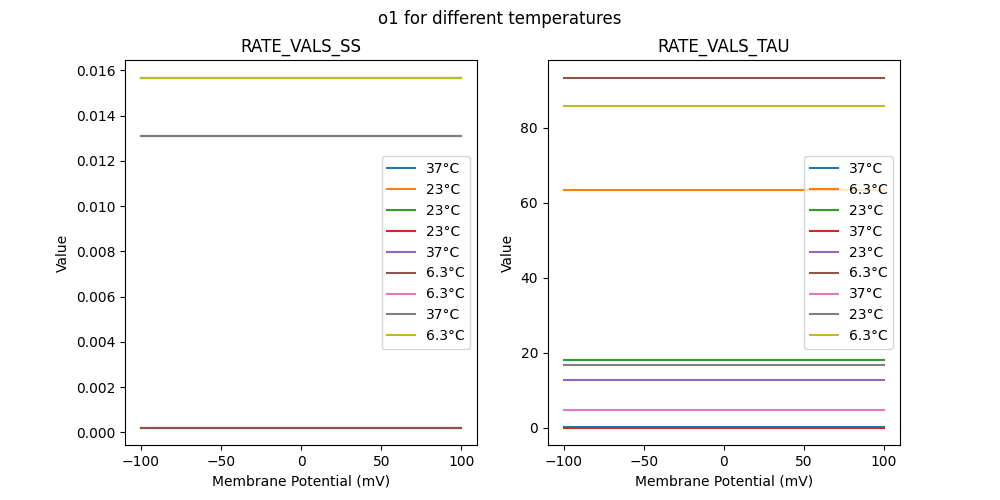 o1 for different temperatures
RATE_VALS_SS
0.016
0.014
0.012
0.010
0.008
0.006
0.004
0.002
0.000
Value
37°C
23°C
23°C
23°C
37°C
6.3°C
6.3°C
37°C
6.3°C
−100
−50
0
50
100
Membrane Potential (mV)
RATE_VALS_TAU
80
60
40
20
0
Value
37°C
6.3°C
23°C
37°C
23°C
6.3°C
37°C
23°C
6.3°C
−100
−50
0
50
100
Membrane Potential (mV)